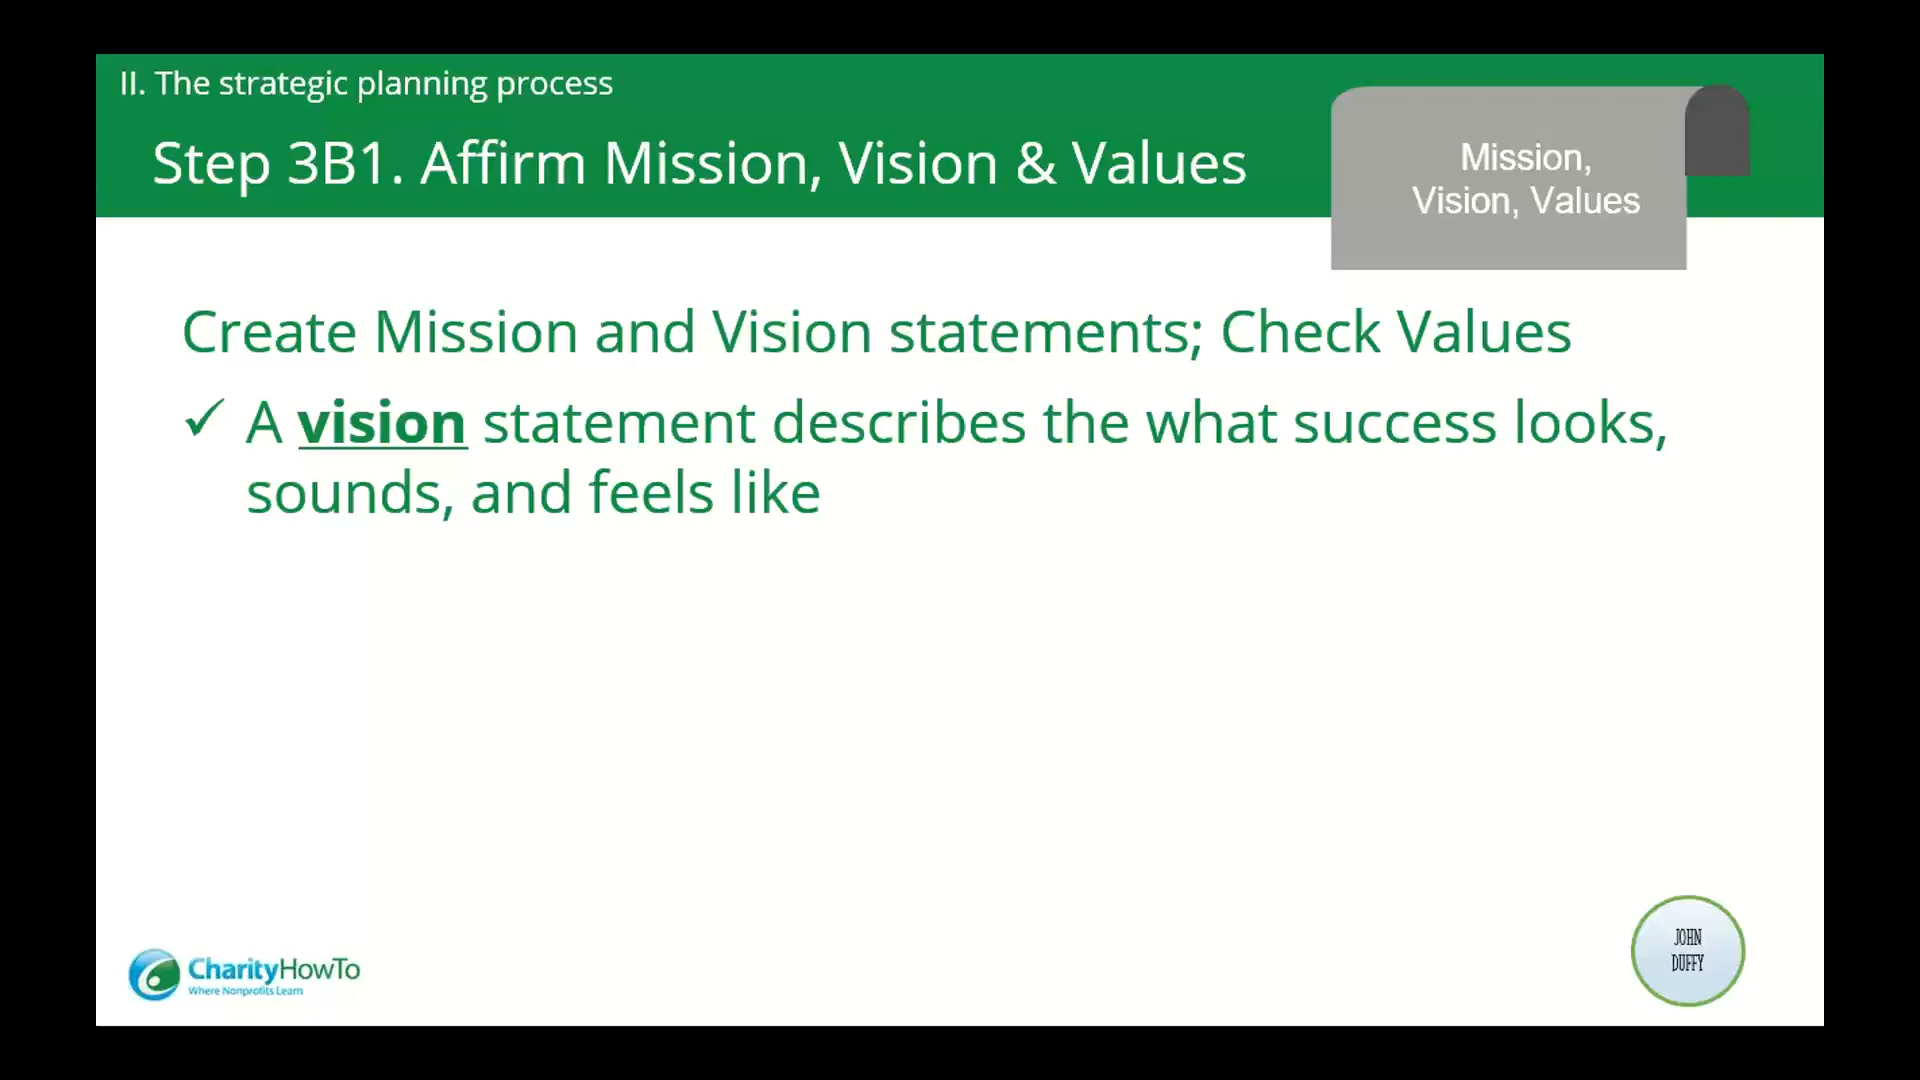 II. The strategic planning process
Step 3B1. Affirm Mission, Vision & Values
Mission,
Vision, Values
Create Mission and Vision statements; Check Values
✓ A vision statement describes the what success looks,
sounds, and feels like
CharityHowTo
Where Nonprofits Learn
JOHN
DUFFY